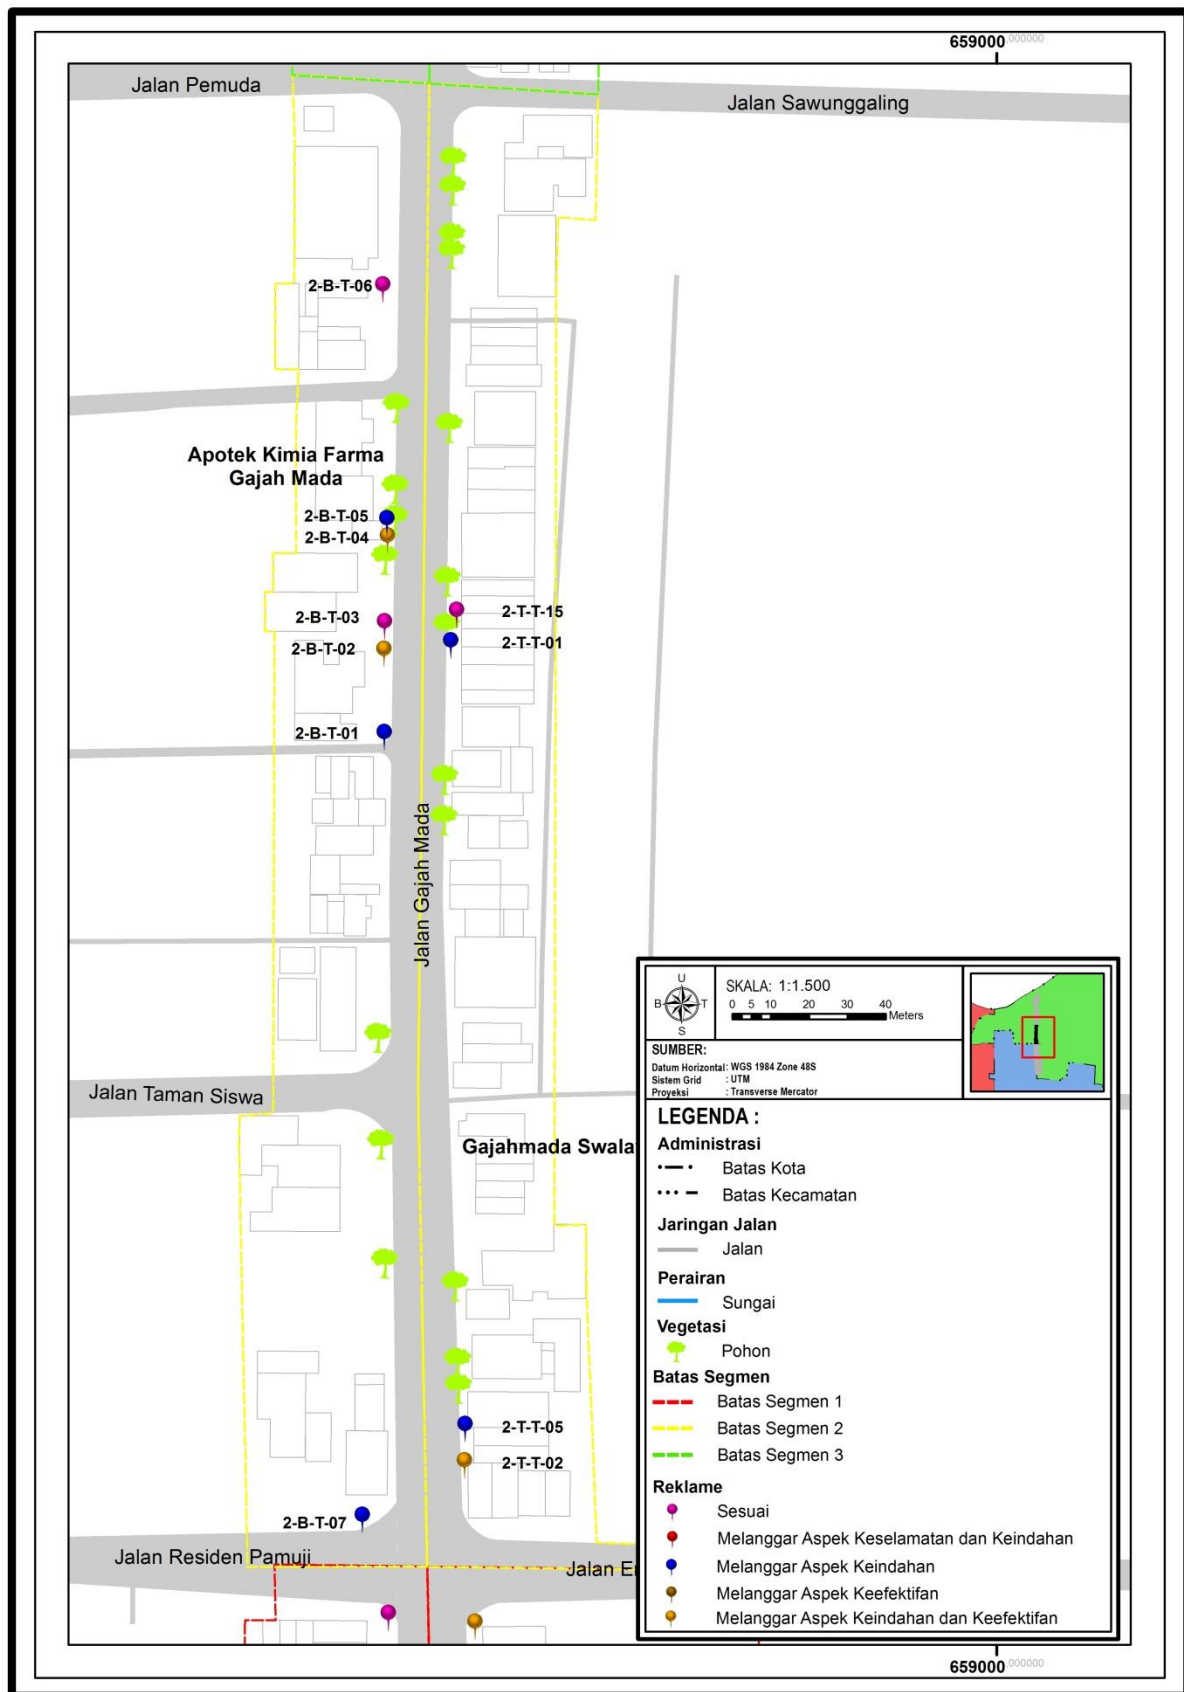 659000 000000
Jalan Pemuda
Jalan Sawunggaling
2-B-T-06
Apotek Kimia Farma
Gajah Mada
2-B-T-05
2-B-T-04
2-B-T-03
2-T-T-15
2-B-T-02
2-T-T-01
2-B-T-01
Jalan Gajah Mada
Jalan Taman Siswa
Gajahmada Swala
2-T-T-05
2-T-T-02
2-B-T-07
Jalan Residen Pamuji
Jalan E
U
B T
S
SKALA: 1:1.500
0 5 10 20 30 40
Meters
SUMBER:
Datum Horizontal : WGS 1984 Zone 48S
Sistem Grid : UTM
Proyeksi : Transverse Mercator
LEGENDA :
Administrasi
Batas Kota
Batas Kecamatan
Jaringan Jalan
Jalan
Perairan
Sungai
Vegetasi
Pohon
Batas Segmen
Batas Segmen 1
Batas Segmen 2
Batas Segmen 3
Reklame
Sesuai
Melanggar Aspek Keselamatan dan Keindahan
Melanggar Aspek Keindahan
Melanggar Aspek Keefektifan
Melanggar Aspek Keindahan dan Keefektifan
659000 000000